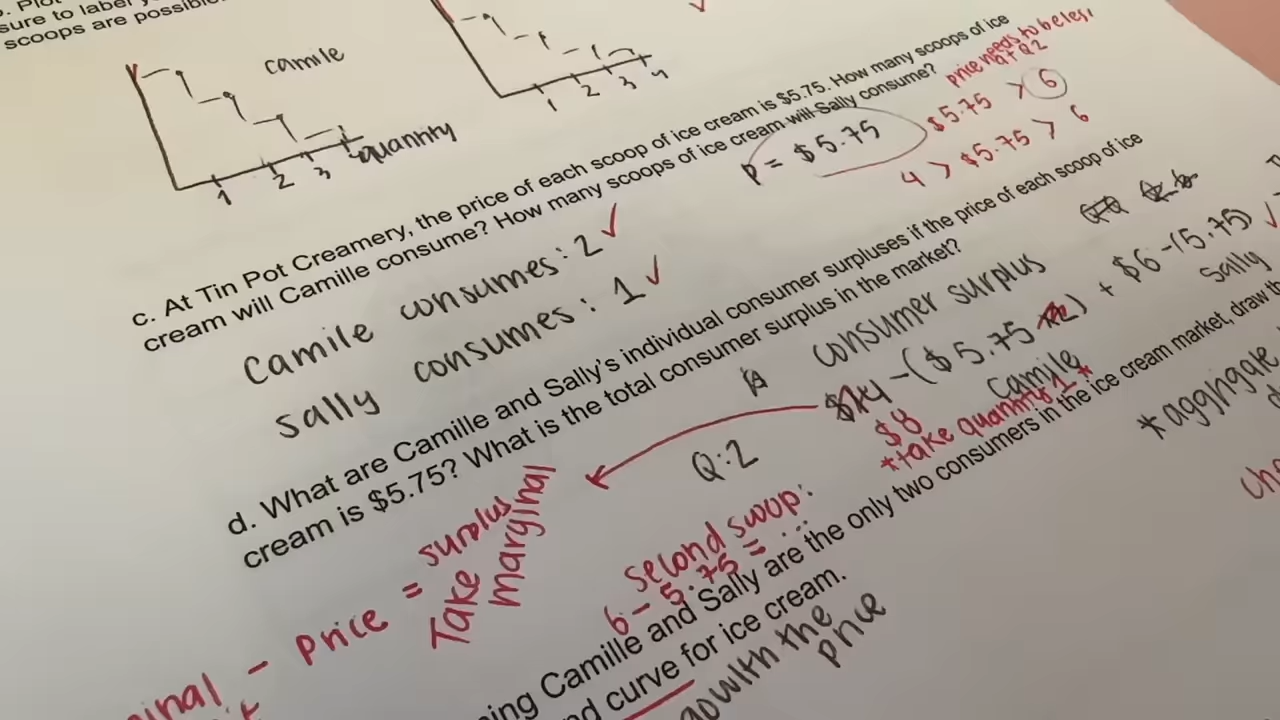 sure to label
scoops are possible.
camile
quantity
1 2 3
1 2 3 4
c. At Tin Pot Creamery, the price of each scoop of ice cream is $5.75. How many scoops of ice
cream will Camille consume? How many scoops of ice cream will Sally consume?
price needs to be less
p = $5.75
$5.75 > 6
4 > $5.75 > 6
Camile consumes: 2 ✓
Sally consumes: 1 ✓
d. What are Camille and Sally's individual consumer surpluses if the price of each scoop of ice
cream is $5.75? What is the total consumer surplus in the market?
consumer surplus
- ($5.75 ) + $6 - (5.75) ✓
camile
sally
$8
*take quantity 1*
Q: 2
second scoop:
6 - 5.75 = ...
- price = surplus
Take
marginal
*aggrigate
Camille and Sally are the only two consumers in the ice cream market, draw the
curve for ice cream.
with the
price